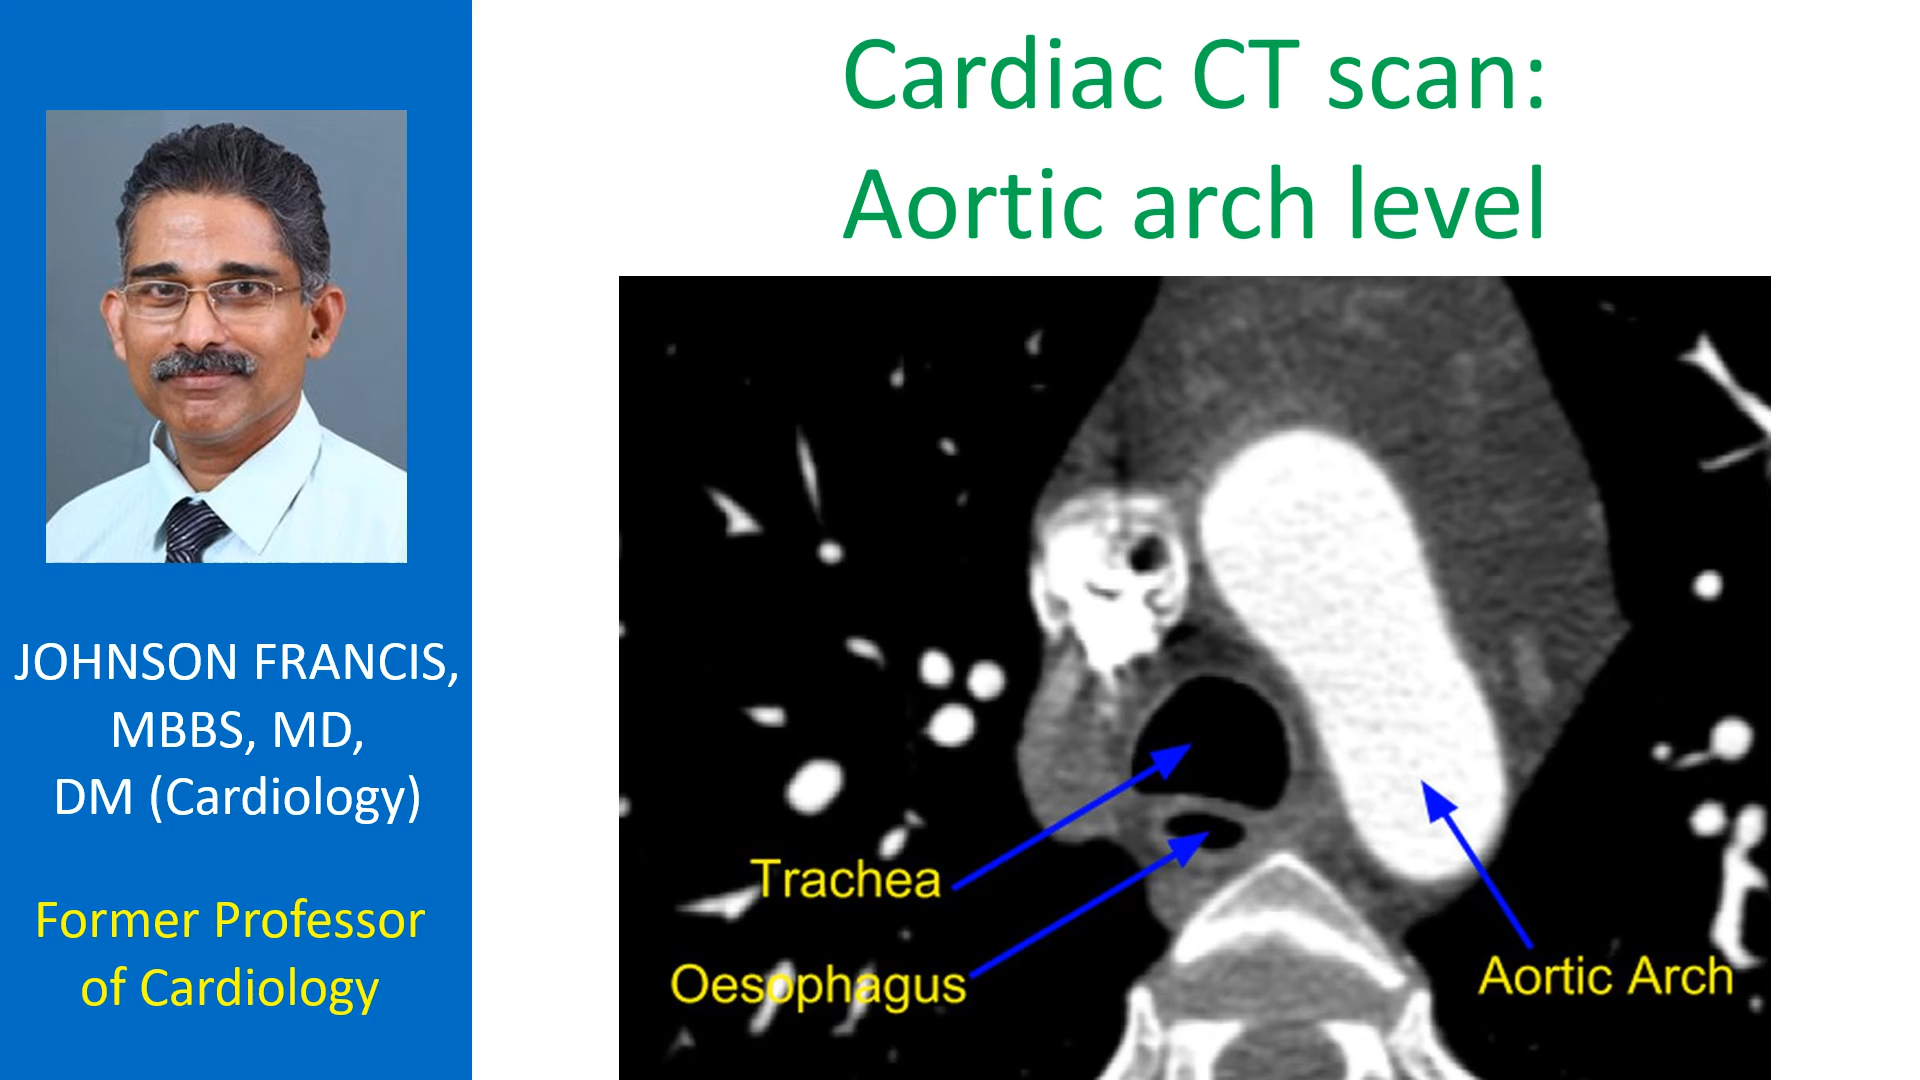 Cardiac CT scan:
Aortic arch level
JOHNSON FRANCIS,
MBBS, MD,
DM (Cardiology)
Former Professor
of Cardiology
Trachea
Oesophagus
Aortic Arch